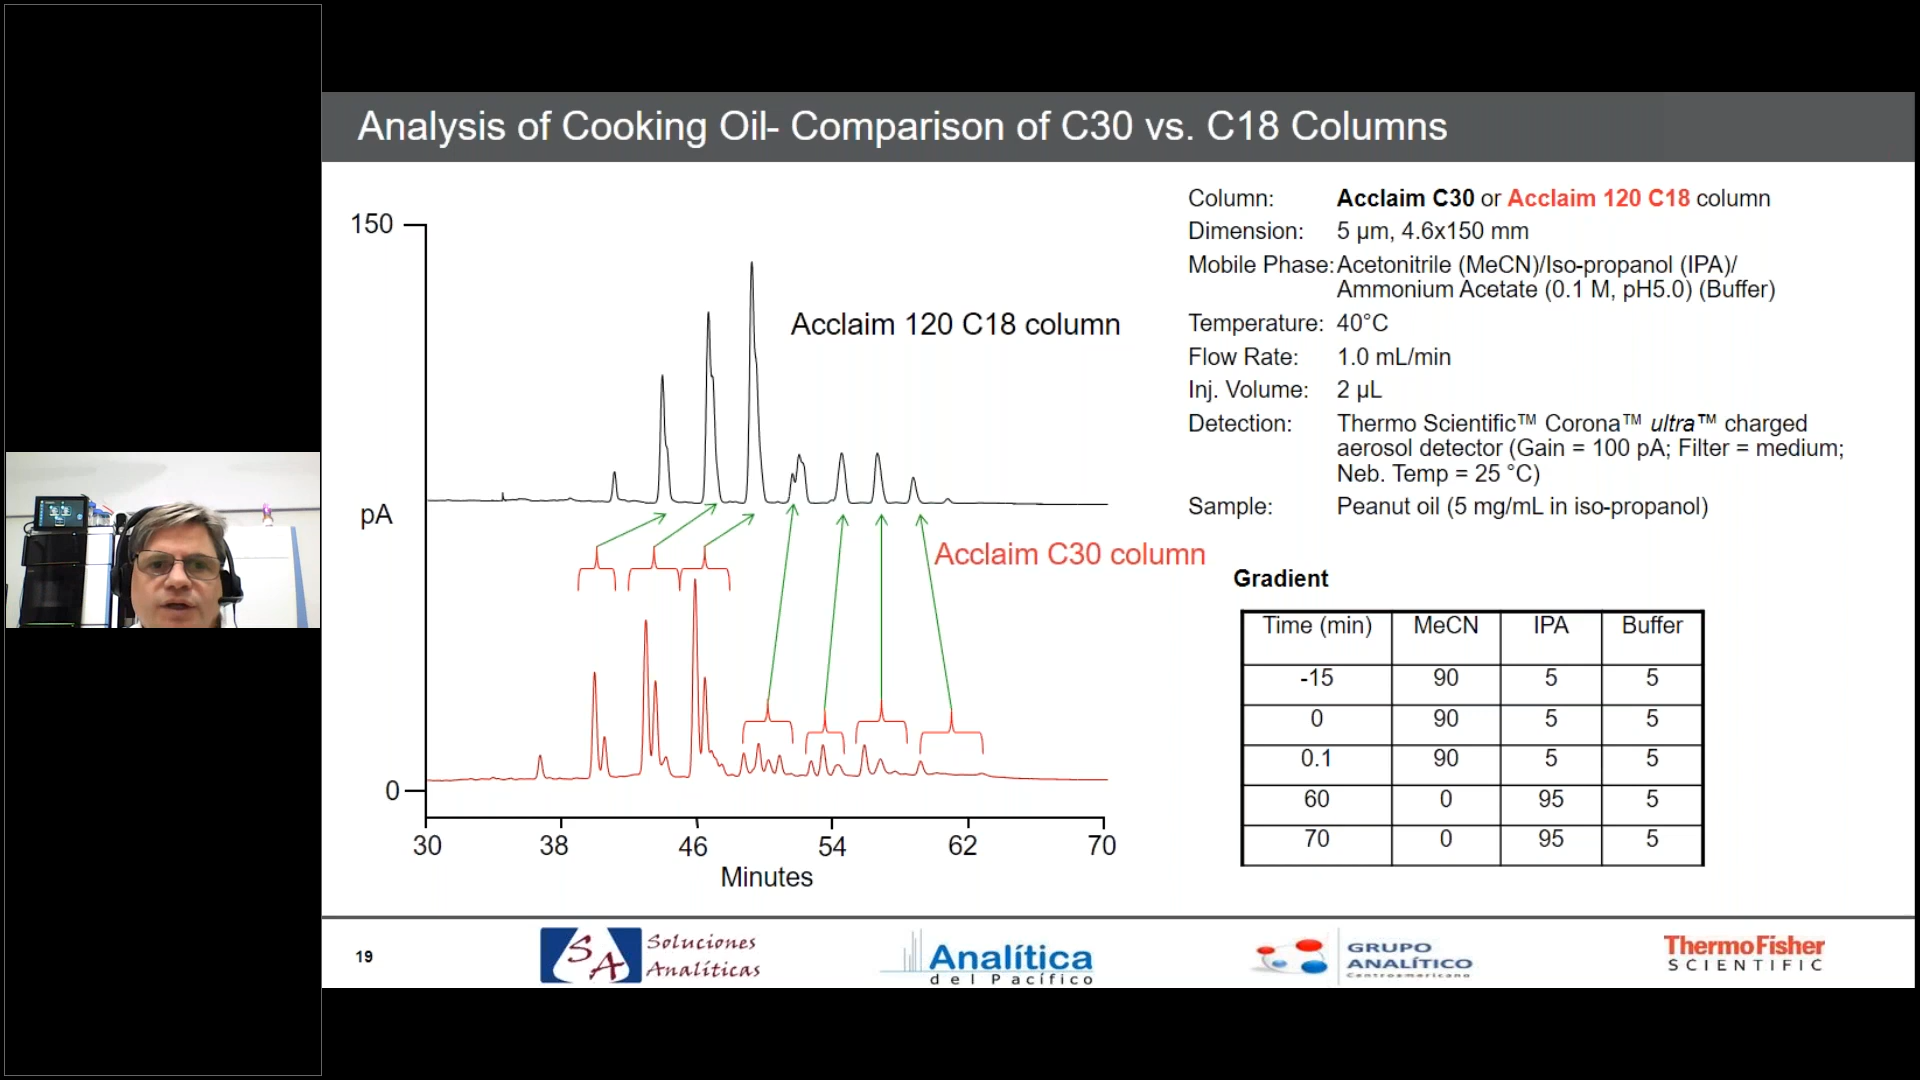 Analysis of Cooking Oil- Comparison of C30 vs. C18 Columns
150
pA
0
Acclaim 120 C18 column
Acclaim C30 column
30 38 46 54 62 70
Minutes
Column: Acclaim C30 or Acclaim 120 C18 column
Dimension: 5 µm, 4.6x150 mm
Mobile Phase: Acetonitrile (MeCN)/Iso-propanol (IPA)/
Ammonium Acetate (0.1 M, pH5.0) (Buffer)
Temperature: 40°C
Flow Rate: 1.0 mL/min
Inj. Volume: 2 µL
Detection: Thermo Scientific™ Corona™ ultra™ charged
aerosol detector (Gain = 100 pA; Filter = medium;
Neb. Temp = 25 °C)
Sample: Peanut oil (5 mg/mL in iso-propanol)
Gradient
Time (min) MeCN IPA Buffer
-15 90 5 5
0 90 5 5
0.1 90 5 5
60 0 95 5
70 0 95 5
19
SA
Soluciones
Analíticas
Analítica
del Pacífico
GRUPO
ANALÍTICO
Centroamericano
ThermoFisher
SCIENTIFIC